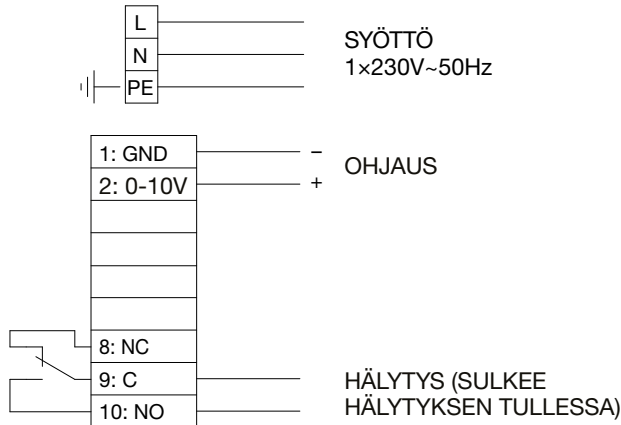 L
N
PE
SYÖTTÖ
1×230V~50Hz
1: GND
2: 0-10V
–
+
OHJAUS
8: NC
9: C
10: NO
HÄLYTYS (SULKEE
HÄLYTYKSEN TULLESSA)